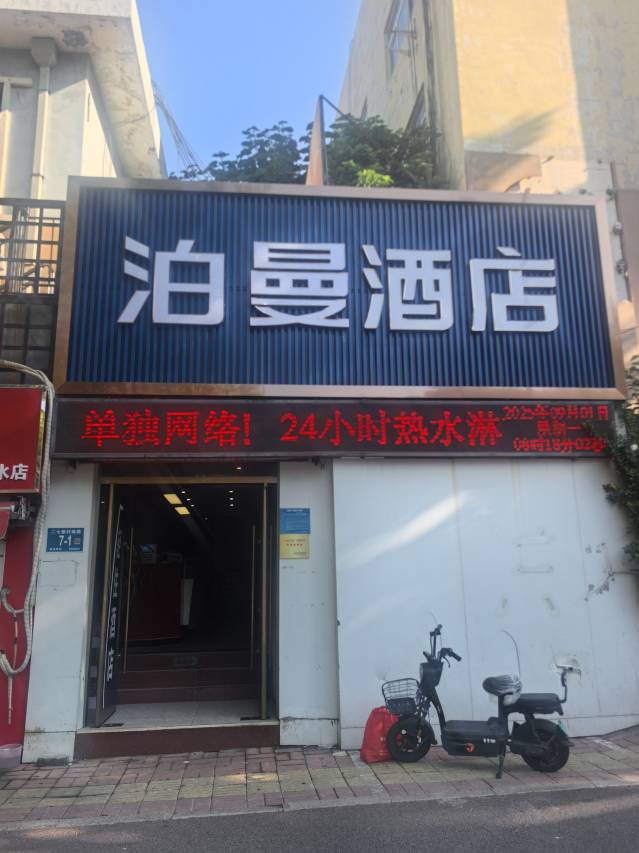 泊曼酒店
单独网络! 24小时热水淋
2025年09月01日
星期一
08时18分02秒
水店
7-1